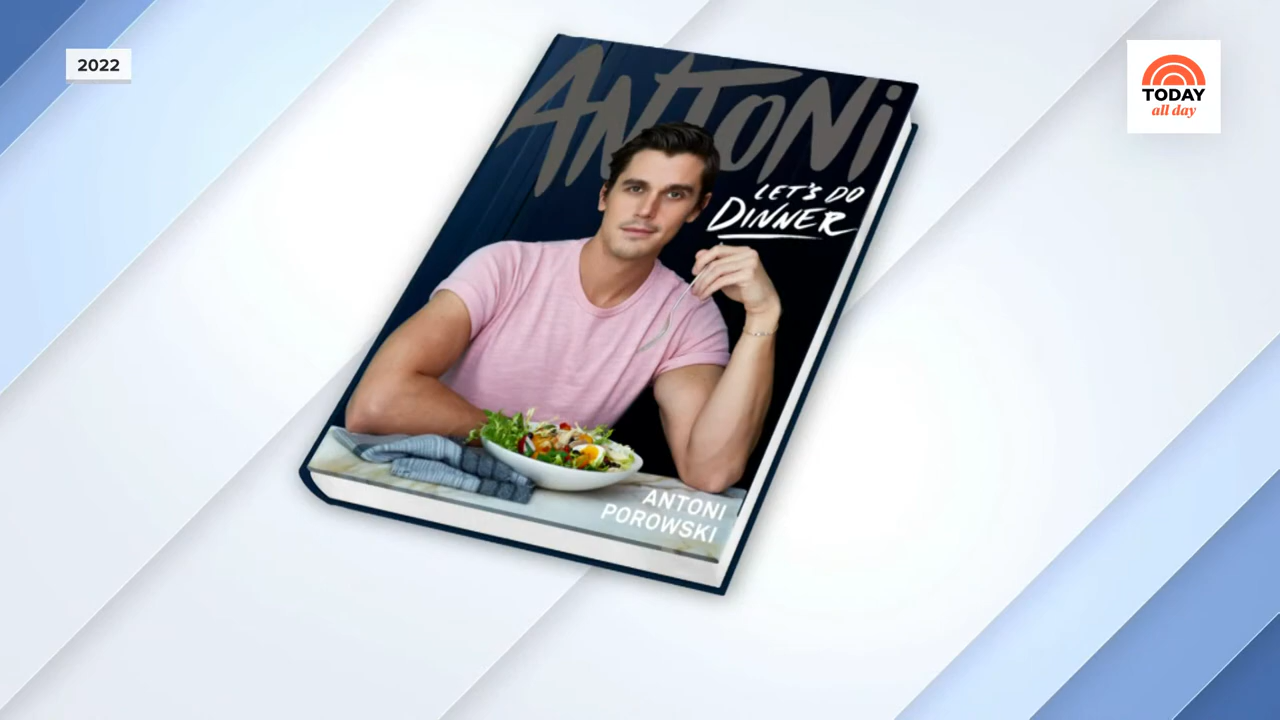 2022
TODAY
all day
ANTONi
LET'S DO
DINNER
ANTONI
POROWSKI